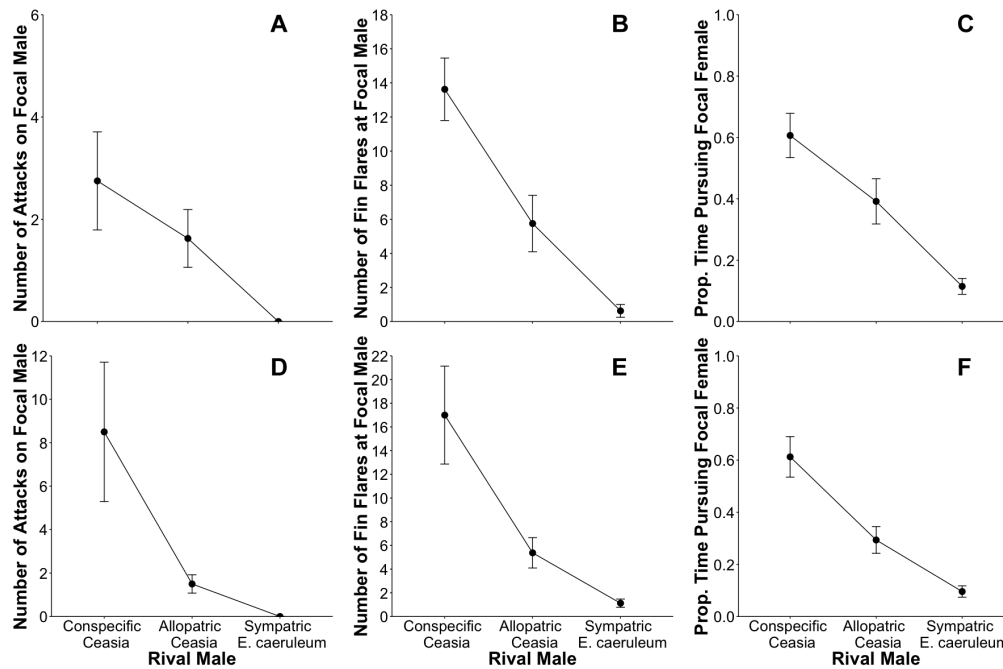 A
Number of Attacks on Focal Male
6
4
2
0
B
Number of Fin Flares at Focal Male
18
16
14
12
10
8
6
4
2
0
C
Prop. Time Pursuing Focal Female
1.0
0.8
0.6
0.4
0.2
0.0
D
Number of Attacks on Focal Male
12
10
8
6
4
2
0
Conspecific Allopatric Sympatric
Ceasia Ceasia E. caeruleum
Rival Male
E
Number of Fin Flares at Focal Male
22
20
18
16
14
12
10
8
6
4
2
0
Conspecific Allopatric Sympatric
Ceasia Ceasia E. caeruleum
Rival Male
F
Prop. Time Pursuing Focal Female
1.0
0.8
0.6
0.4
0.2
0.0
Conspecific Allopatric Sympatric
Ceasia Ceasia E. caeruleum
Rival Male